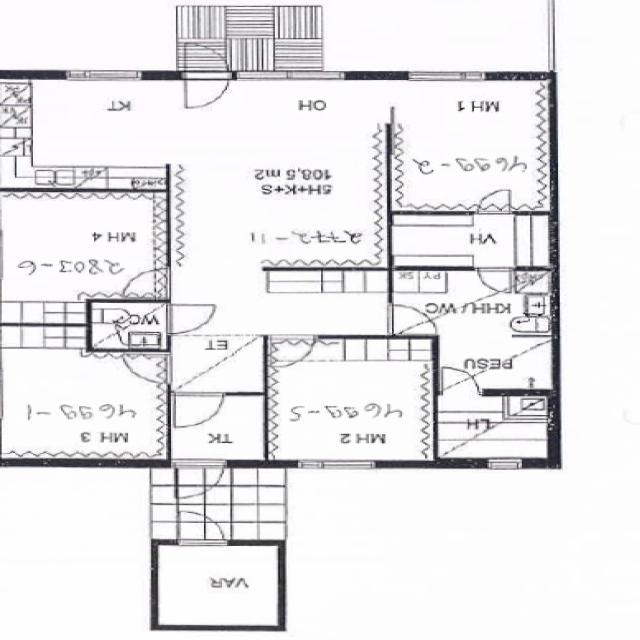 VAR
LH
MH 2
TK
MH 3
4699-5
4699-1
PESU
ET
KHH/WC
WC
PY
SK
2803-6
VH
2772-11
MH 4
5H+K+S
108,5 m2
4699-2
MH 1
OH
KT